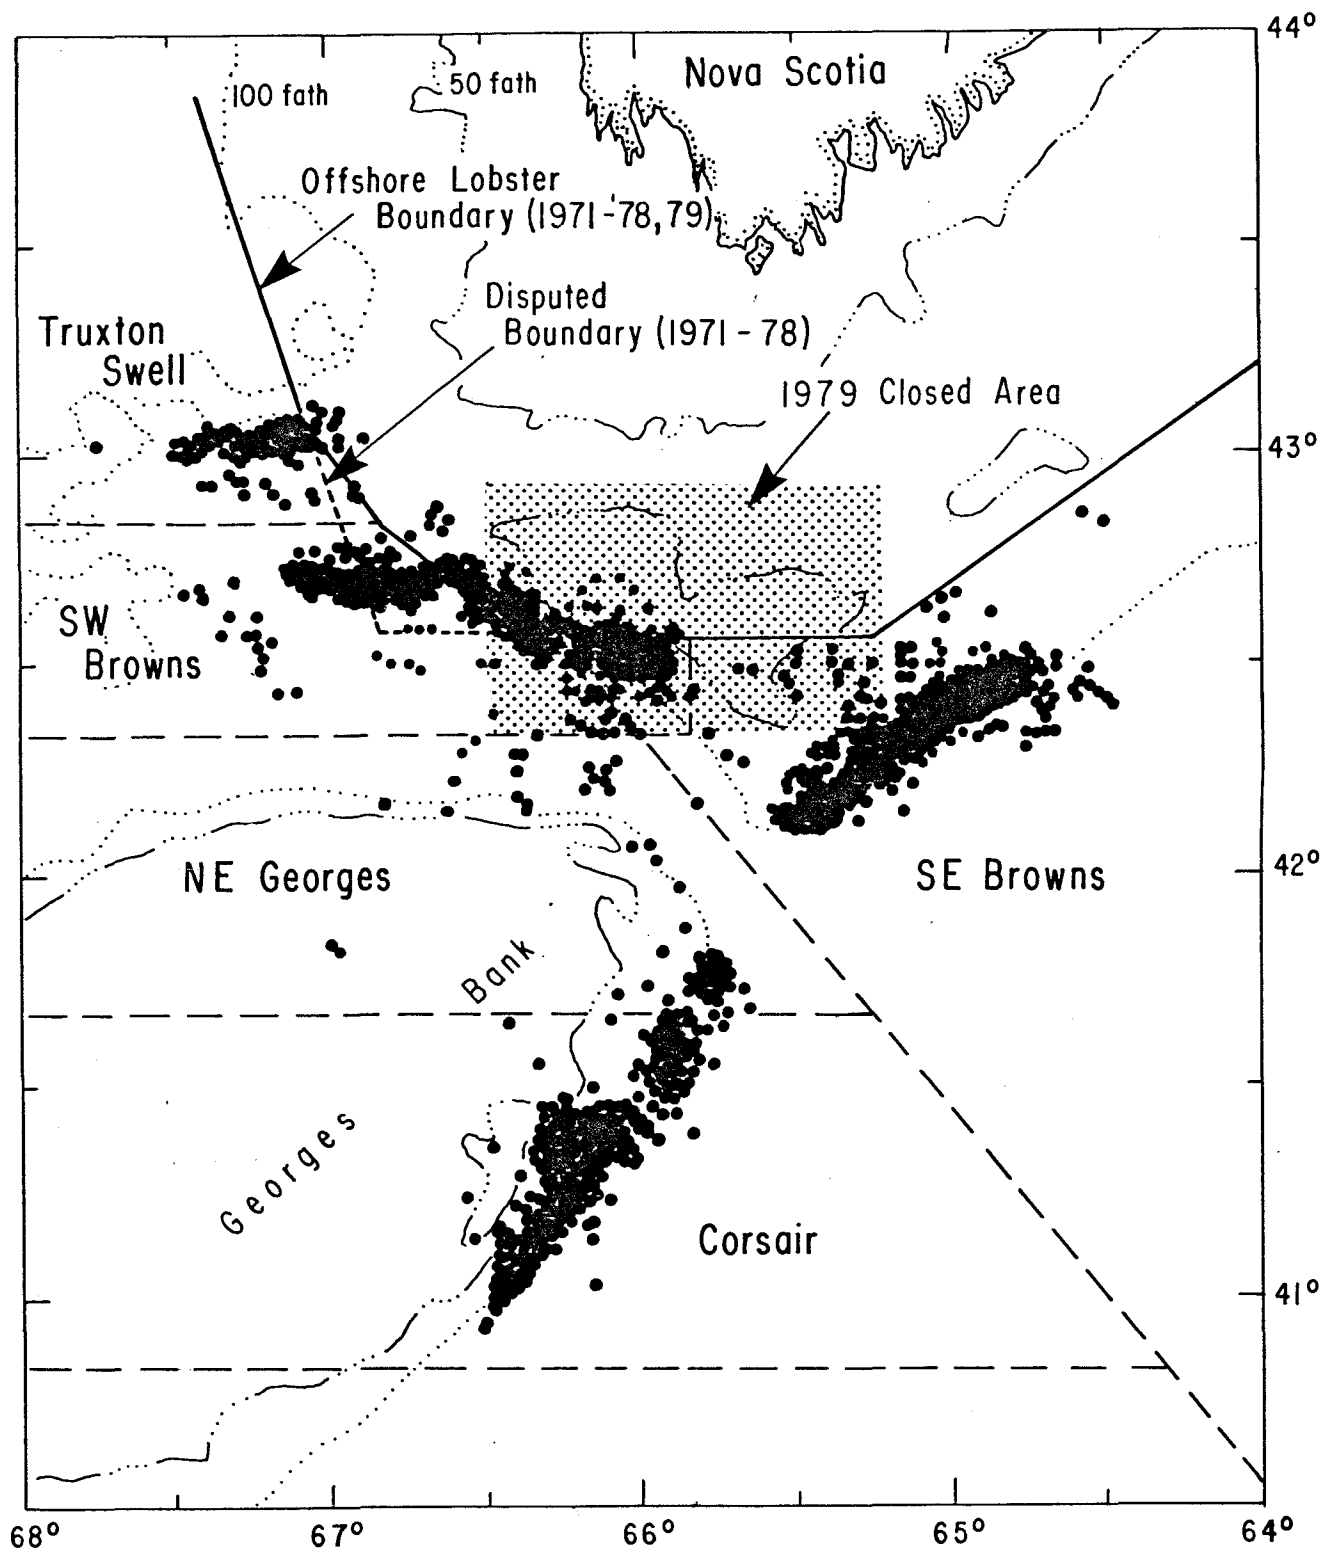 44°
Nova Scotia
100 fath
50 fath
Offshore Lobster
Boundary (1971-'78,79)
Disputed
Boundary (1971-78)
Truxton
Swell
1979 Closed Area
43°
SW
Browns
42°
NE Georges
SE Browns
Bank
Georges
Corsair
41°
68°
67°
66°
65°
64°